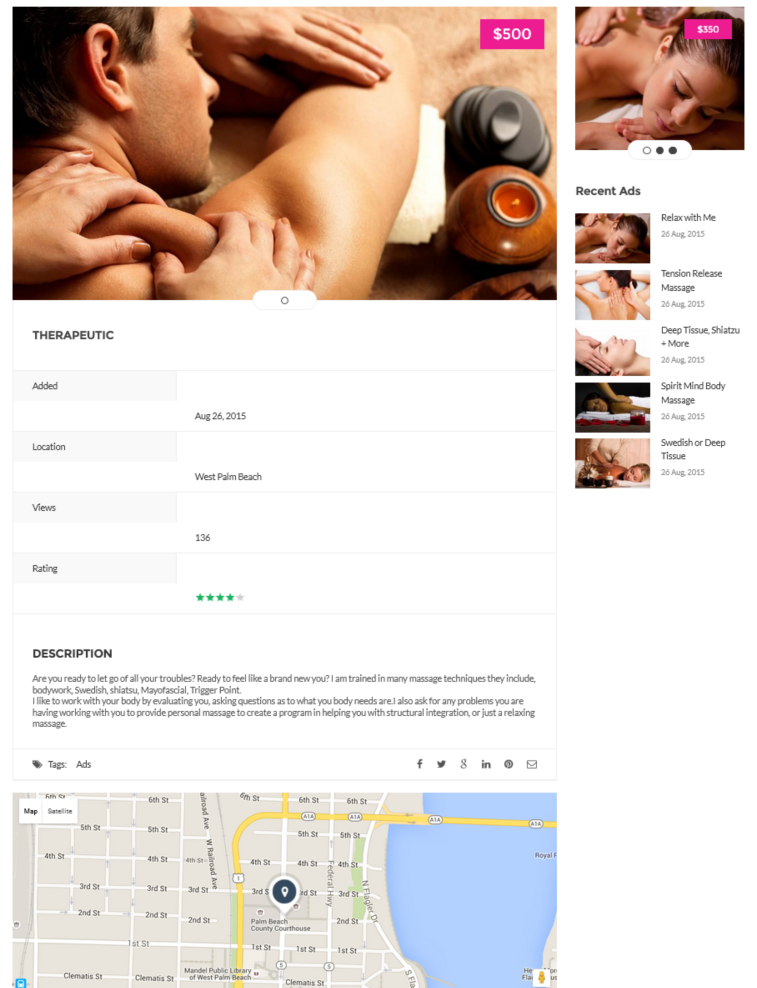 $500
THERAPEUTIC
Added
Aug 26, 2015
Location
West Palm Beach
Views
136
Rating
DESCRIPTION
Are you ready to let go of all your troubles? Ready to feel like a brand new you? I am trained in many massage techniques they include,
bodywork, Swedish, shiatsu, Mayofascial, Trigger Point.
I like to work with your body by evaluating you, asking questions as to what you body needs are.I also ask for any problems you are
having working with you to provide personal massage to create a program in helping you with structural integration, or just a relaxing
massage.
Tags: Ads
$350
Recent Ads
Relax with Me
26 Aug, 2015
Tension Release
Massage
26 Aug, 2015
Deep Tissue, Shiatzu
+ More
26 Aug, 2015
Spirit Mind Body
Massage
26 Aug, 2015
Swedish or Deep
Tissue
26 Aug, 2015
Map Satellite
6th St
6th St
6th St
6th St
6th St
A1A
A1A
A1A
A1A
5th St
5th St
5th St
5th St
4th St
4th St
4th St
4th St
4th St
4th St
W Railroad Ave
Federal Hwy
N Flagler Dr
Royal
1
3rd St
3rd St
3rd St
3rd St
2nd St
2nd St
2nd St
2nd St
Palm Beach
County Courthouse
1st St
1st St
1st St
1st St
5
5
Mandel Public Library
of West Palm Beach
Clematis St
Clematis St
Clematis St